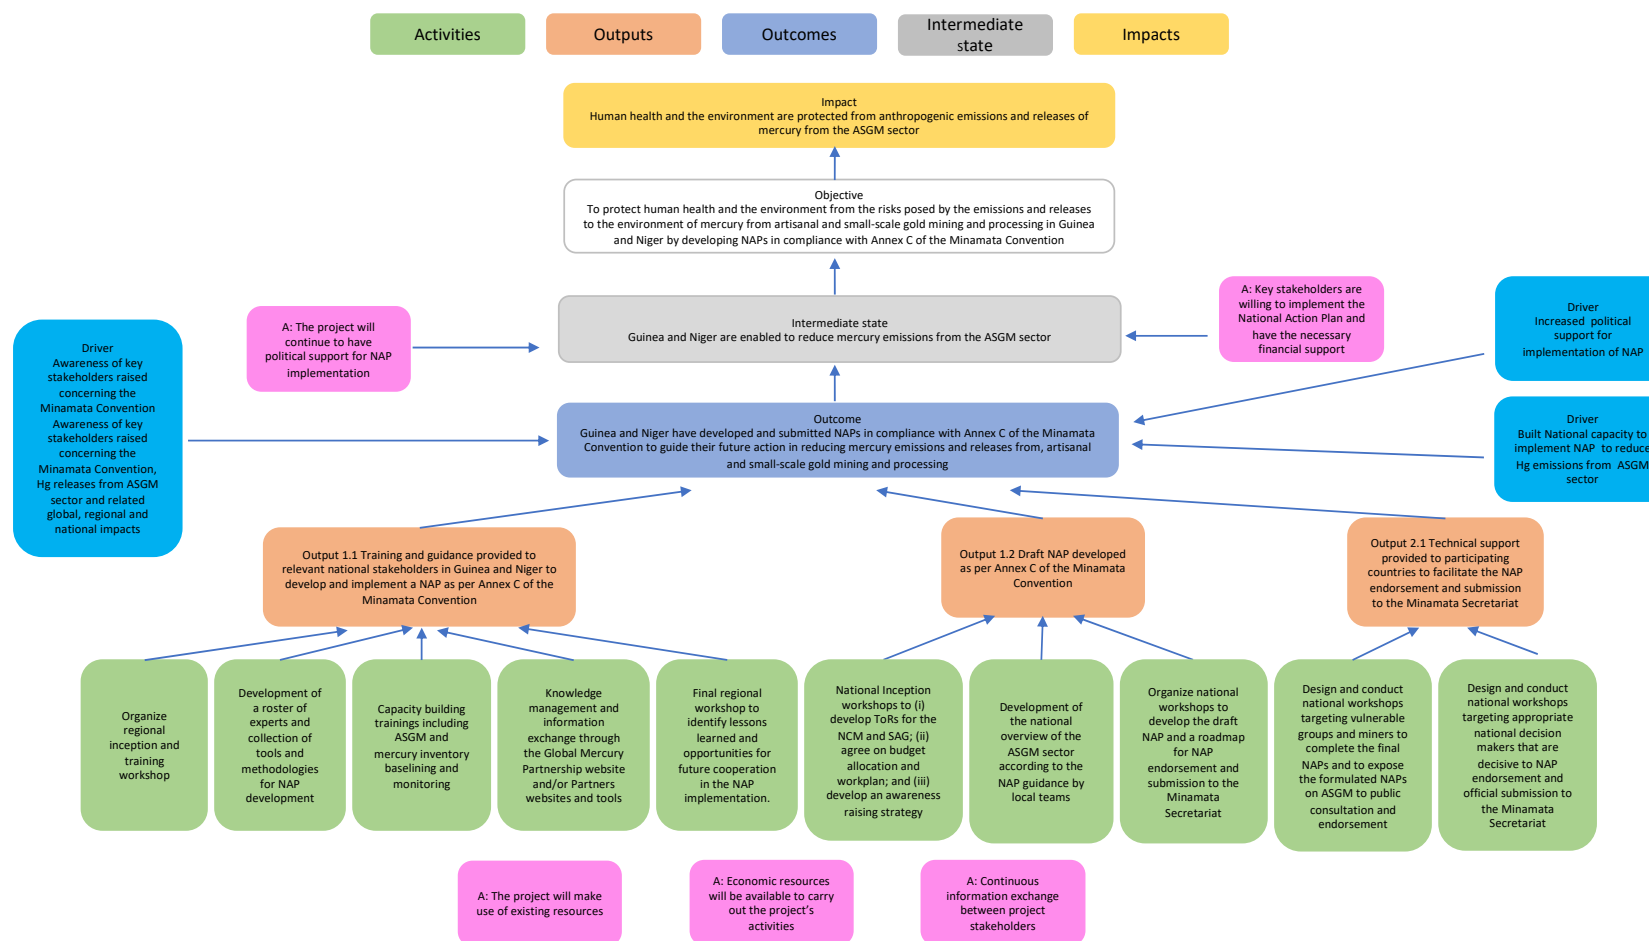 Activities
Outputs
Outcomes
Intermediate
state
Impacts
Impact
Human health and the environment are protected from anthropogenic emissions and releases of
mercury from the ASGM sector
Objective
To protect human health and the environment from the risks posed by the emissions and releases
to the environment of mercury from artisanal and small-scale gold mining and processing in Guinea
and Niger by developing NAPs in compliance with Annex C of the Minamata Convention
A: The project will
continue to have
political support for NAP
implementation
Intermediate state
Guinea and Niger are enabled to reduce mercury emissions from the ASGM sector
A: Key stakeholders are
willing to implement the
National Action Plan and
have the necessary
financial support
Driver
Increased political
support for
implementation of NAP
Driver
Awareness of key
stakeholders raised
concerning the
Minamata Convention
Awareness of key
stakeholders raised
concerning the
Minamata Convention,
Hg releases from ASGM
sector and related
global, regional and
national impacts
Outcome
Guinea and Niger have developed and submitted NAPs in compliance with Annex C of the Minamata
Convention to guide their future action in reducing mercury emissions and releases from, artisanal
and small-scale gold mining and processing
Driver
Built National capacity to
implement NAP to reduce
Hg emissions from ASGM
sector
Output 1.1 Training and guidance provided to
relevant national stakeholders in Guinea and Niger to
develop and implement a NAP as per Annex C of the
Minamata Convention
Output 1.2 Draft NAP developed
as per Annex C of the Minamata
Convention
Output 2.1 Technical support
provided to participating
countries to facilitate the NAP
endorsement and submission
to the Minamata Secretariat
Organize
regional
inception and
training
workshop
Development of
a roster of
experts and
collection of
tools and
methodologies
for NAP
development
Capacity building
trainings including
ASGM and
mercury inventory
baselining and
monitoring
Knowledge
management and
information
exchange through
the Global Mercury
Partnership website
and/or Partners
websites and tools
Final regional
workshop to
identify lessons
learned and
opportunities for
future cooperation
in the NAP
implementation.
National Inception
workshops to (i)
develop ToRs for the
NCM and SAG; (ii)
agree on budget
allocation and
workplan; and (iii)
develop an awareness
raising strategy
Development of
the national
overview of the
ASGM sector
according to the
NAP guidance by
local teams
Organize national
workshops to
develop the draft
NAP and a roadmap
for NAP
endorsement and
submission to the
Minamata
Secretariat
Design and conduct
national workshops
targeting vulnerable
groups and miners to
complete the final
NAPs and to expose
the formulated NAPs
on ASGM to public
consultation and
endorsement
Design and conduct
national workshops
targeting appropriate
national decision
makers that are
decisive to NAP
endorsement and
official submission to
the Minamata
Secretariat
A: The project will make
use of existing resources
A: Economic resources
will be available to carry
out the project's
activities
A: Continuous
information exchange
between project
stakeholders